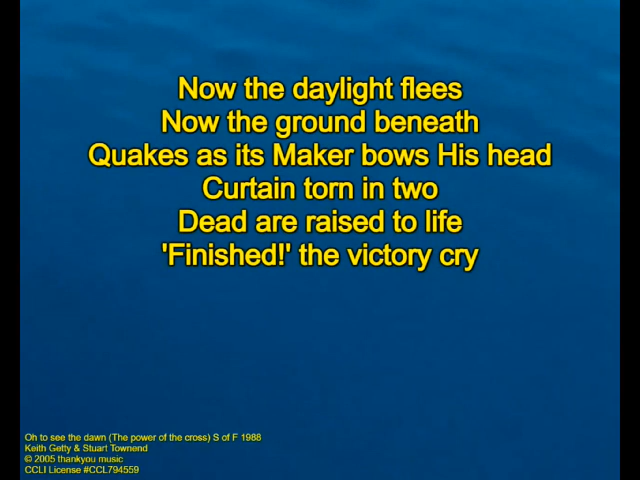 Now the daylight flees
Now the ground beneath
Quakes as its Maker bows His head
Curtain torn in two
Dead are raised to life
'Finished!' the victory cry
Oh to see the dawn (The power of the cross) S of F 1988
Keith Getty & Stuart Townend
© 2005 thankyou music
CCLI License #CCL794559